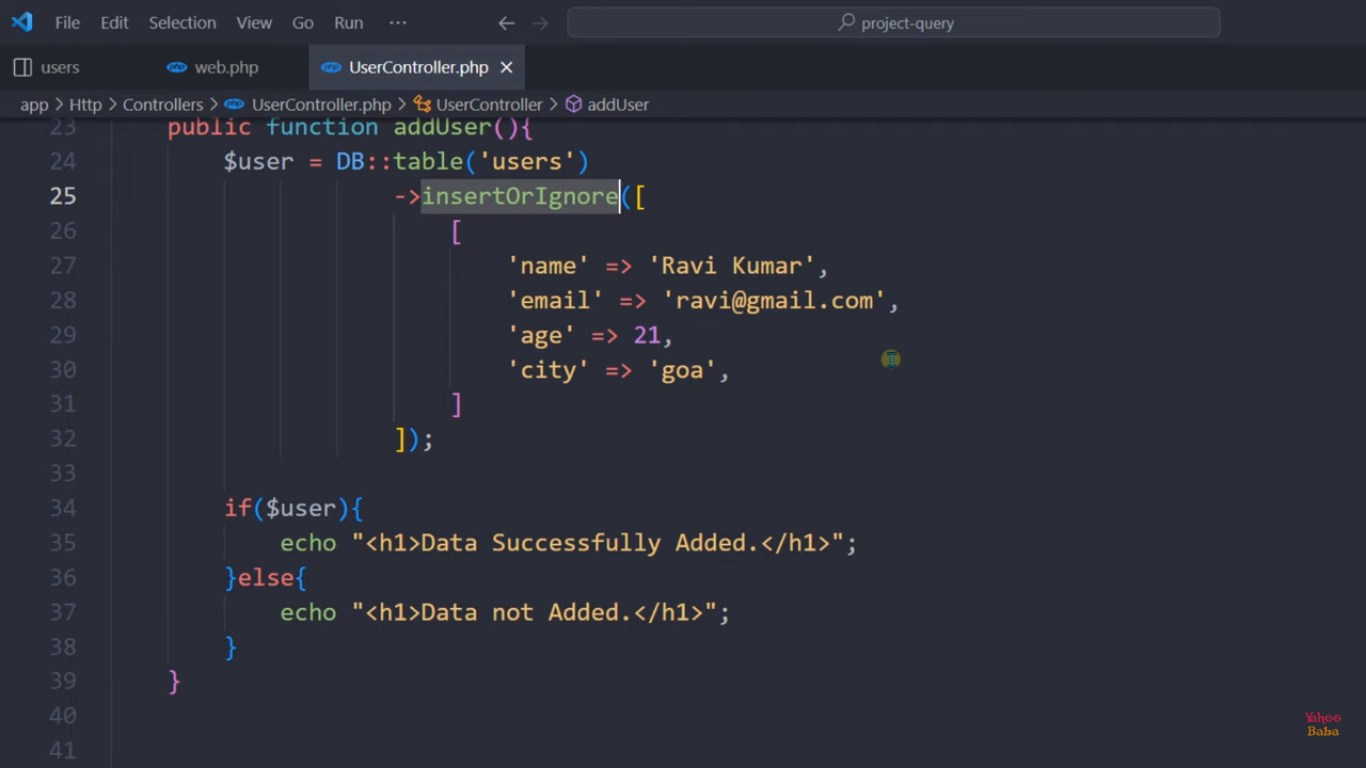 File Edit Selection View Go Run ··· ← → project-query
users web.php UserController.php ×
app > Http > Controllers > UserController.php > UserController > addUser
23 public function addUser(){
24 $user = DB::table('users')
25 ->insertOrIgnore([
26 [
27 'name' => 'Ravi Kumar',
28 'email' => 'ravi@gmail.com',
29 'age' => 21,
30 'city' => 'goa',
31 ]
32 ]);
33
34 if($user){
35 echo "<h1>Data Successfully Added.</h1>";
36 }else{
37 echo "<h1>Data not Added.</h1>";
38 }
39 }
40
41
Yahoo
Baba